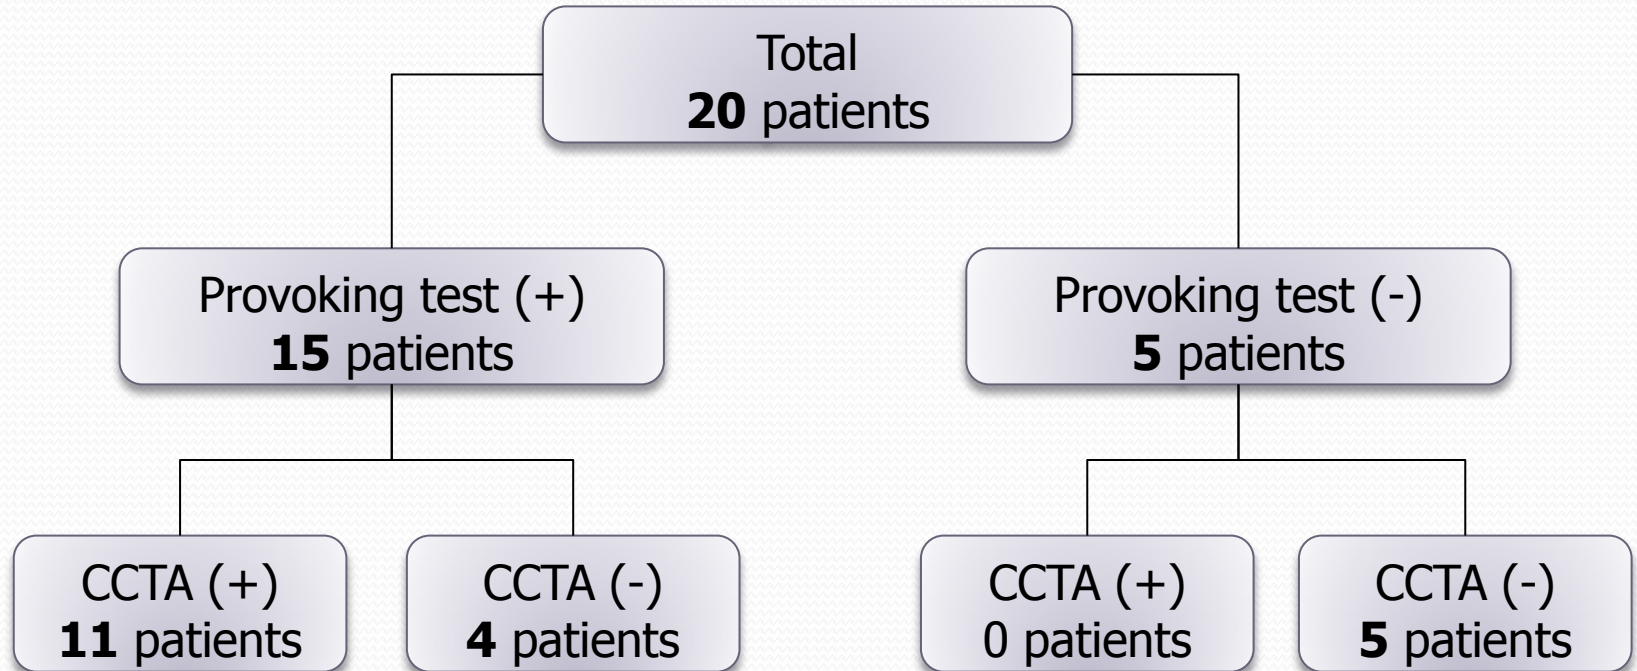 Total
20 patients
Provoking test (+)
15 patients
Provoking test (-)
5 patients
CCTA (+)
11 patients
CCTA (-)
4 patients
CCTA (+)
0 patients
CCTA (-)
5 patients